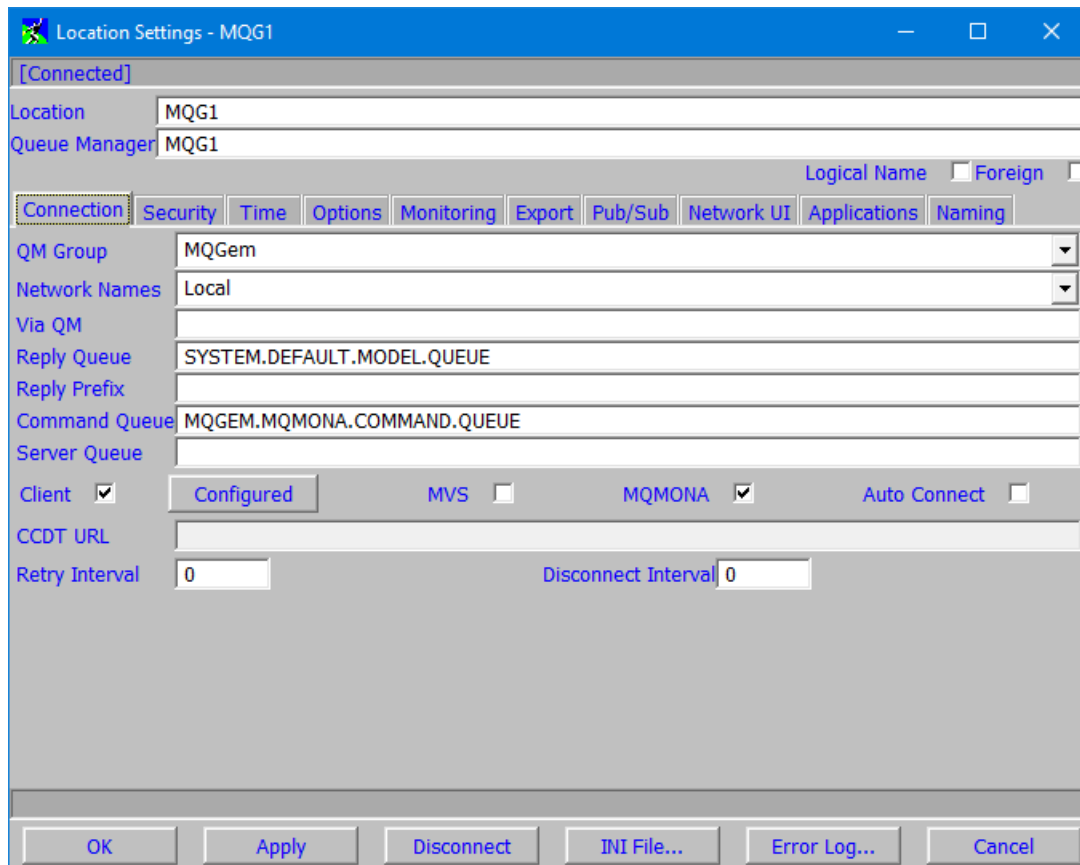 Location Settings - MQG1
[Connected]
Location MQG1
Queue Manager MQG1
Logical Name Foreign
Connection Security Time Options Monitoring Export Pub/Sub Network UI Applications Naming
QM Group MQGem
Network Names Local
Via QM
Reply Queue SYSTEM.DEFAULT.MODEL.QUEUE
Reply Prefix
Command Queue MQGEM.MQMONA.COMMAND.QUEUE
Server Queue
Client Configured MVS MQMONA Auto Connect
CCDT URL
Retry Interval 0 Disconnect Interval 0
OK Apply Disconnect INI File... Error Log... Cancel